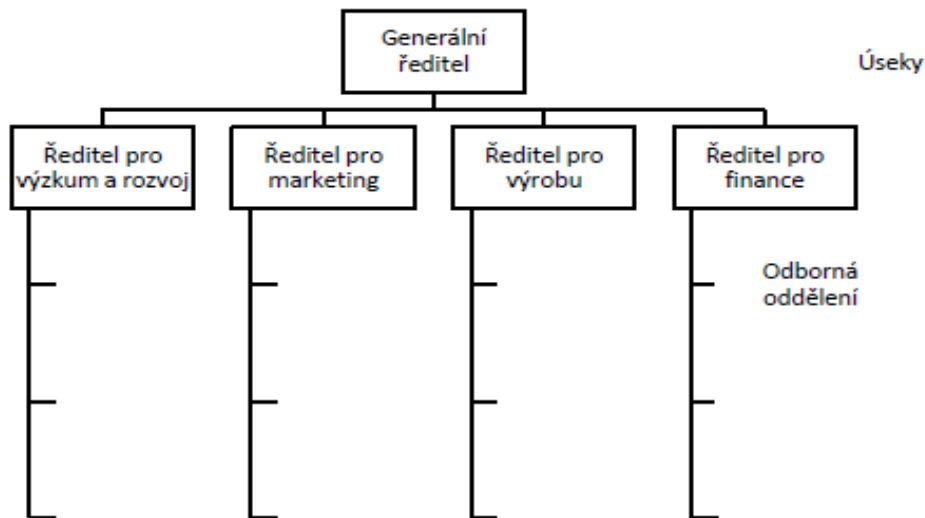 Generální
ředitel
Úseky
Ředitel pro
výzkum a rozvoj
Ředitel pro
marketing
Ředitel pro
výrobu
Ředitel pro
finance
Odborná
oddělení